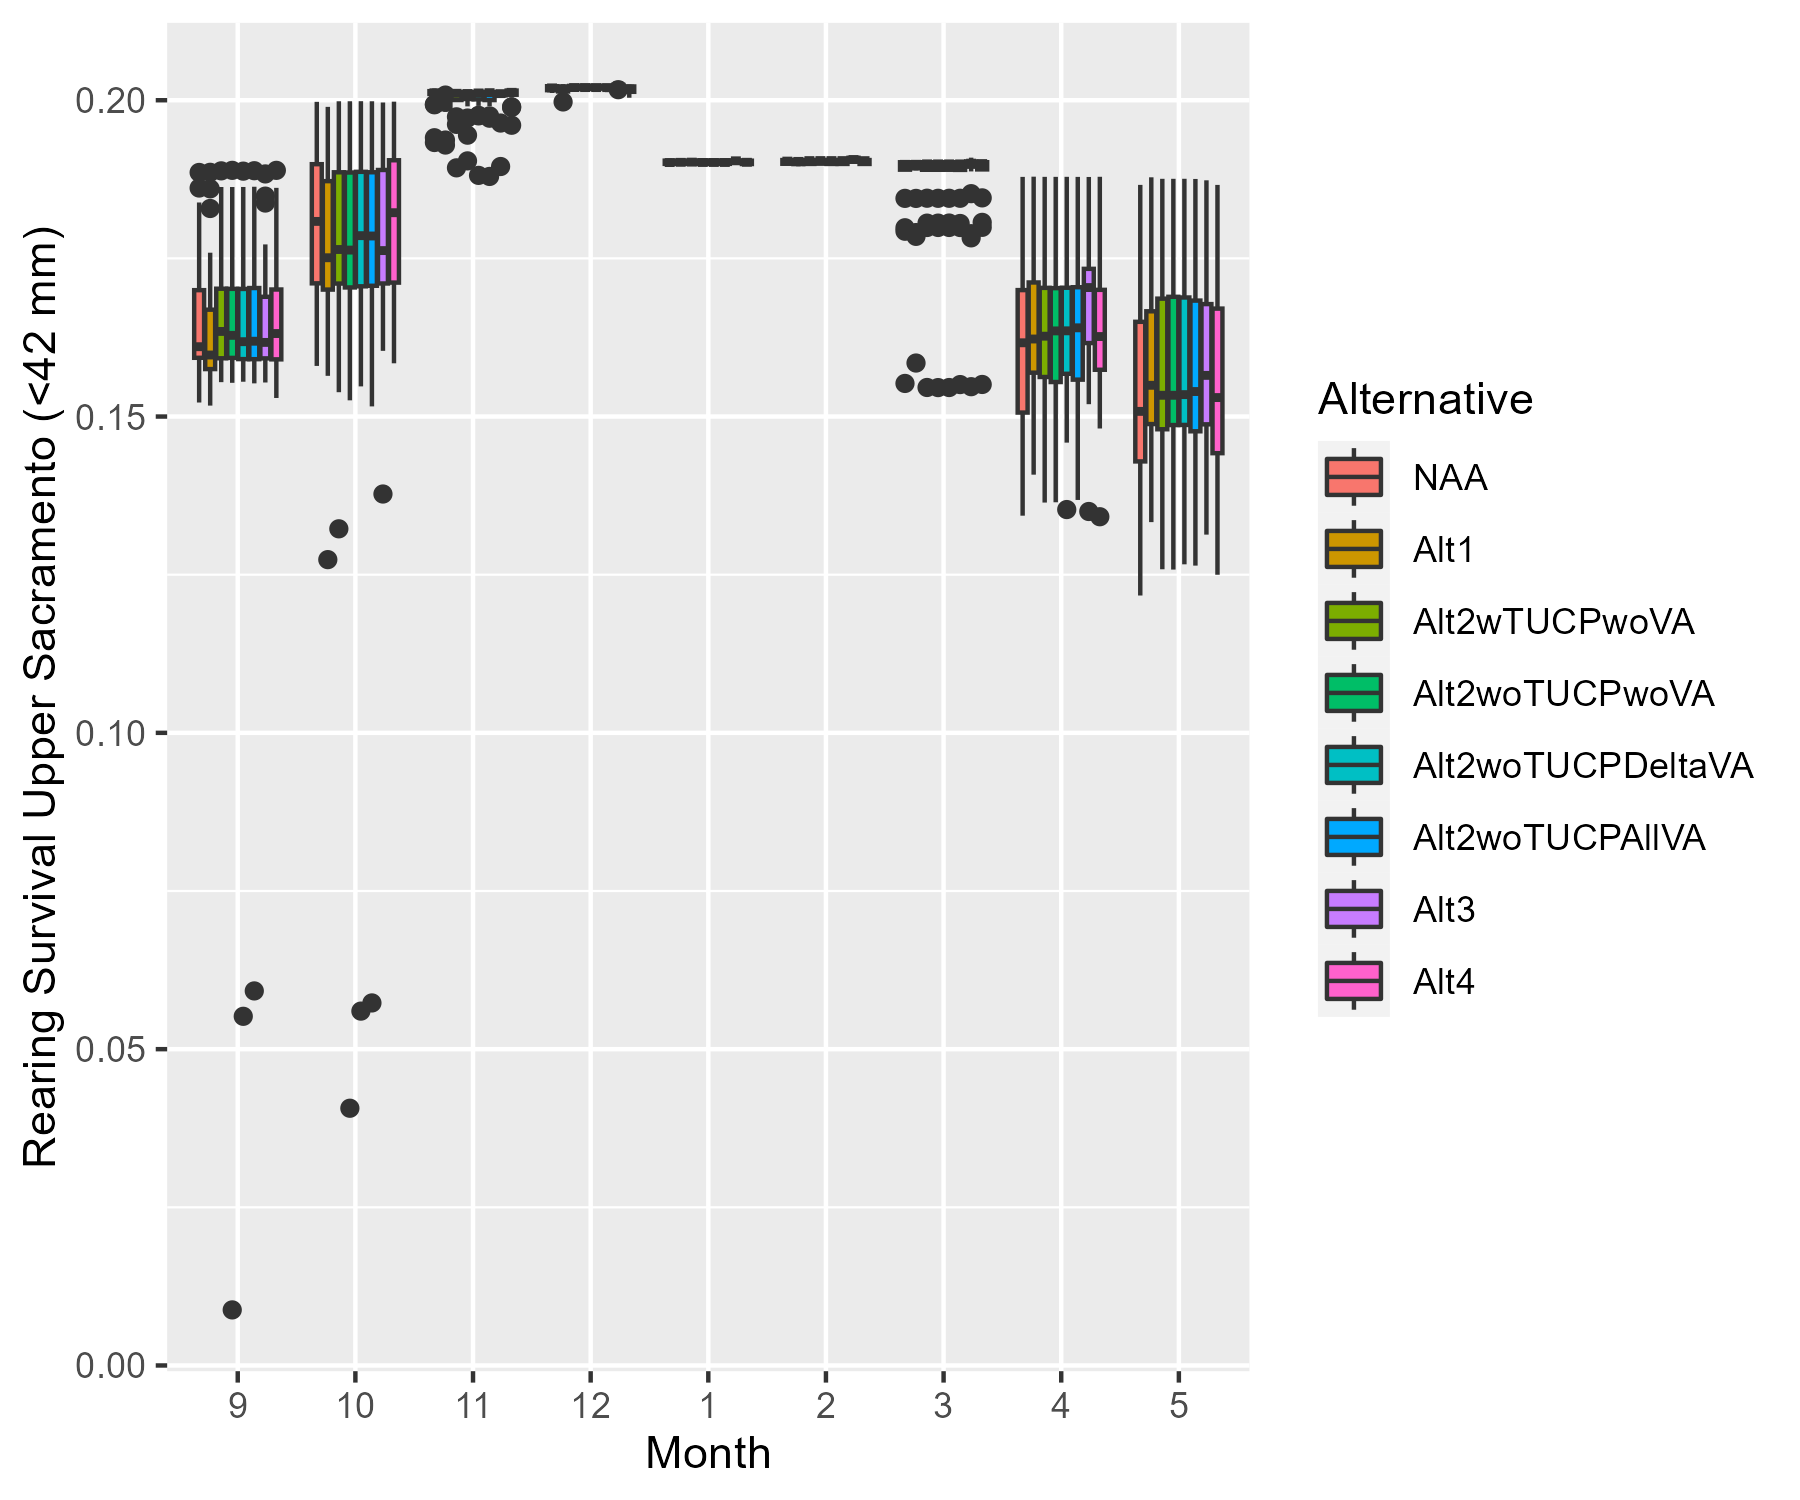 Rearing Survival Upper Sacramento (<42 mm)
0.20
0.15
0.10
0.05
0.00
9 10 11 12 1 2 3 4 5
Month
Alternative
NAA
Alt1
Alt2wTUCPwoVA
Alt2woTUCPwoVA
Alt2woTUCPDeltaVA
Alt2woTUCPAllVA
Alt3
Alt4